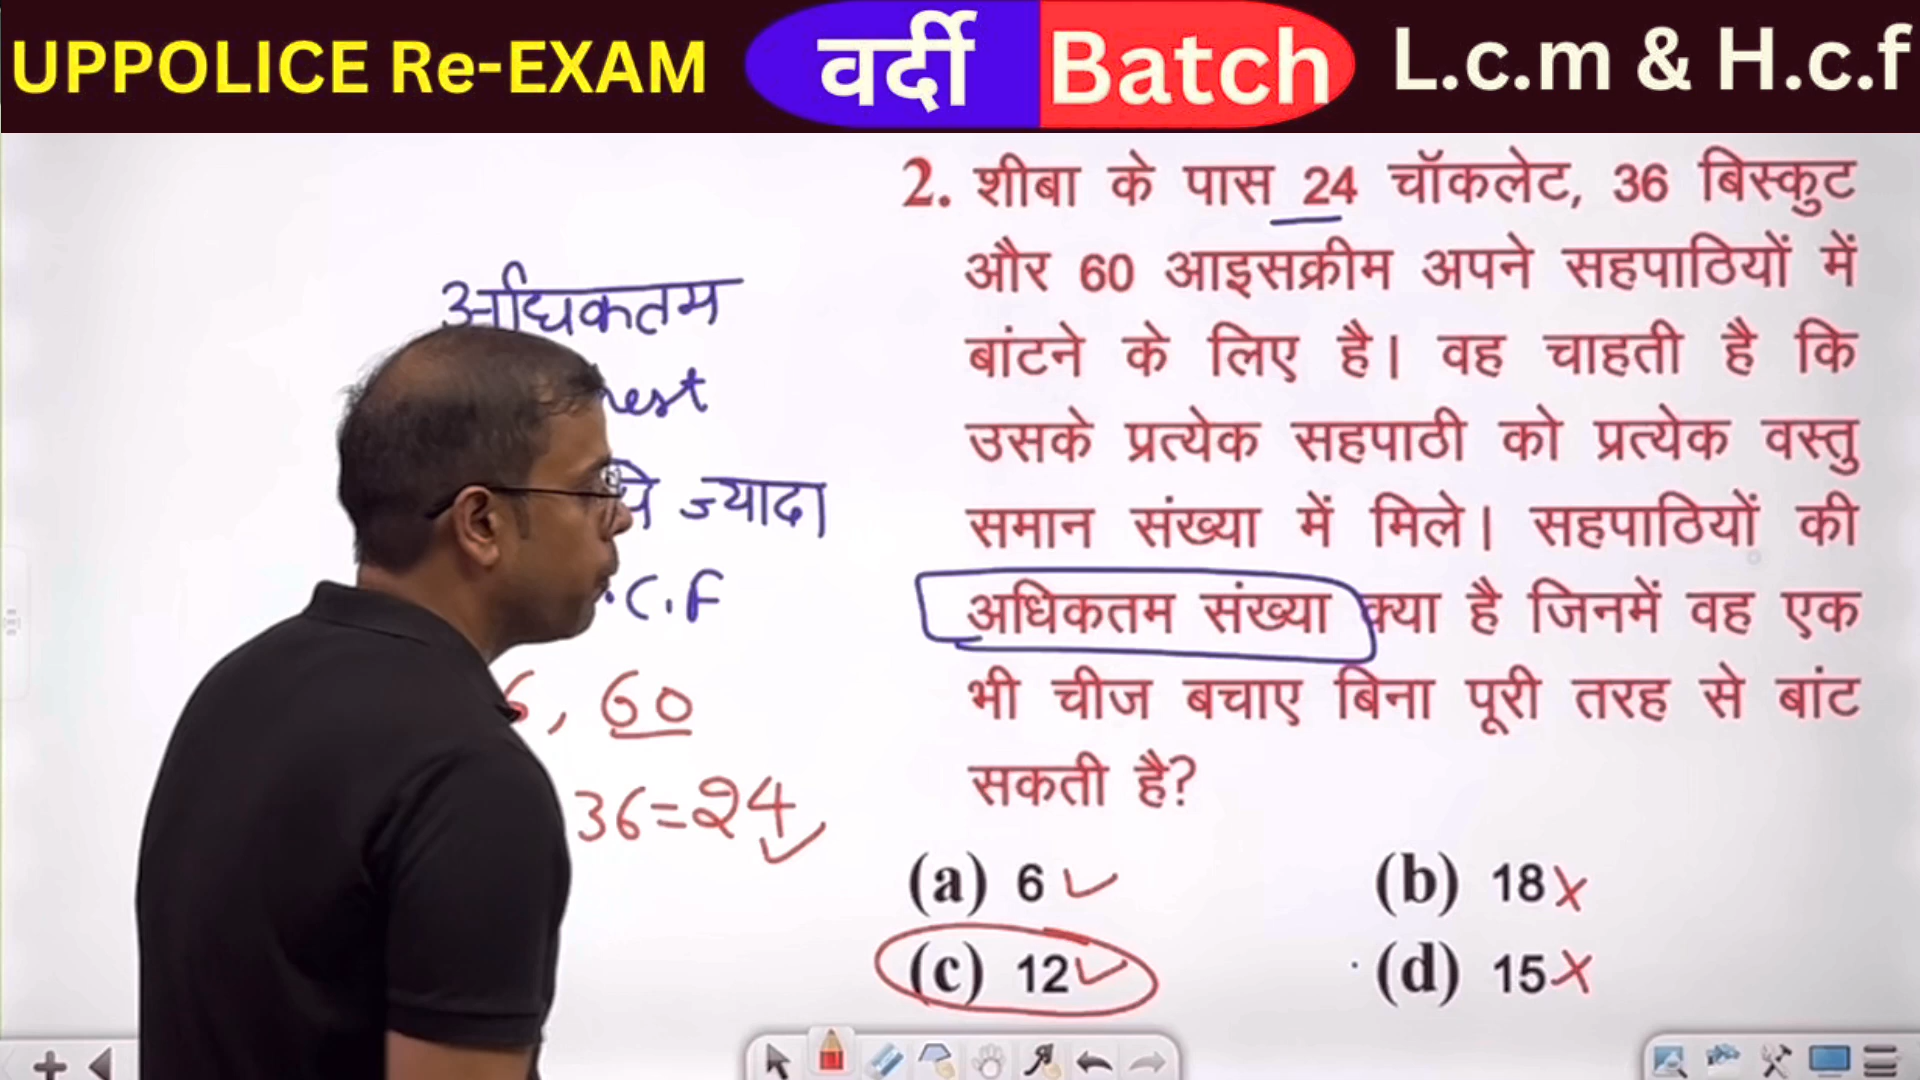 UPPOLICE Re-EXAM वर्दी Batch L.c.m & H.c.f
2. शीबा के पास 24 चॉकलेट, 36 बिस्कुट
और 60 आइसक्रीम अपने सहपाठियों में
बांटने के लिए है। वह चाहती है कि
उसके प्रत्येक सहपाठी को प्रत्येक वस्तु
समान संख्या में मिले। सहपाठियों की
अधिकतम संख्या क्या है जिनमें वह एक
भी चीज बचाए बिना पूरी तरह से बांट
सकती है?
(a) 6 (b) 18
(c) 12 (d) 15
अधिकतम
ज्यादा
.C.F
6, 60
36=24